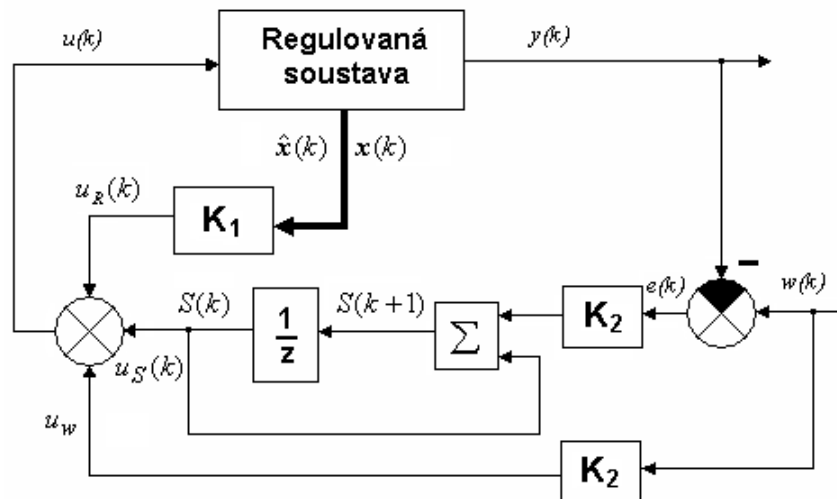 u(k)
Regulovaná
soustava
y(k)
x̂(k) x(k)
u_R(k)
K₁
S(k)
1/z
S(k+1)
Σ
K₂
e(k)
–
w(k)
u_S(k)
u_w
K₂